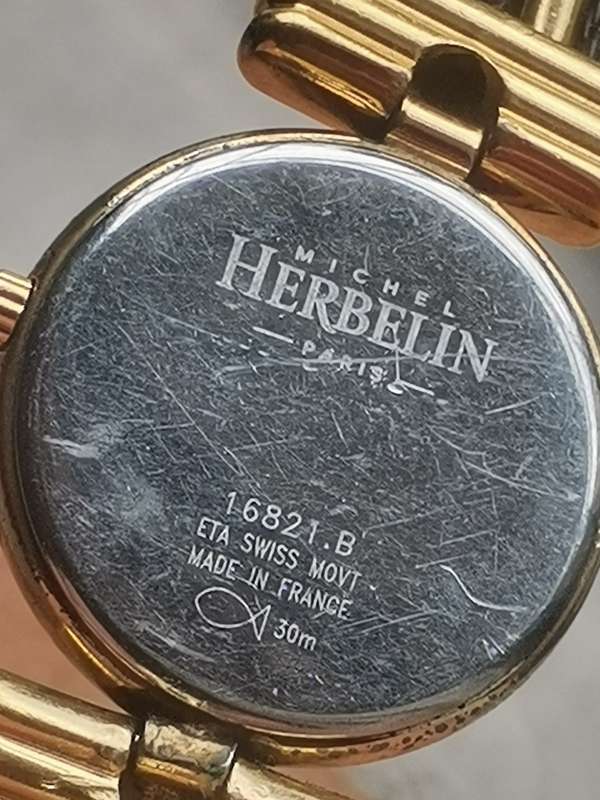 MICHEL
HERBELIN
PARIS
16821.B
ETA SWISS MOVT
MADE IN FRANCE
30m